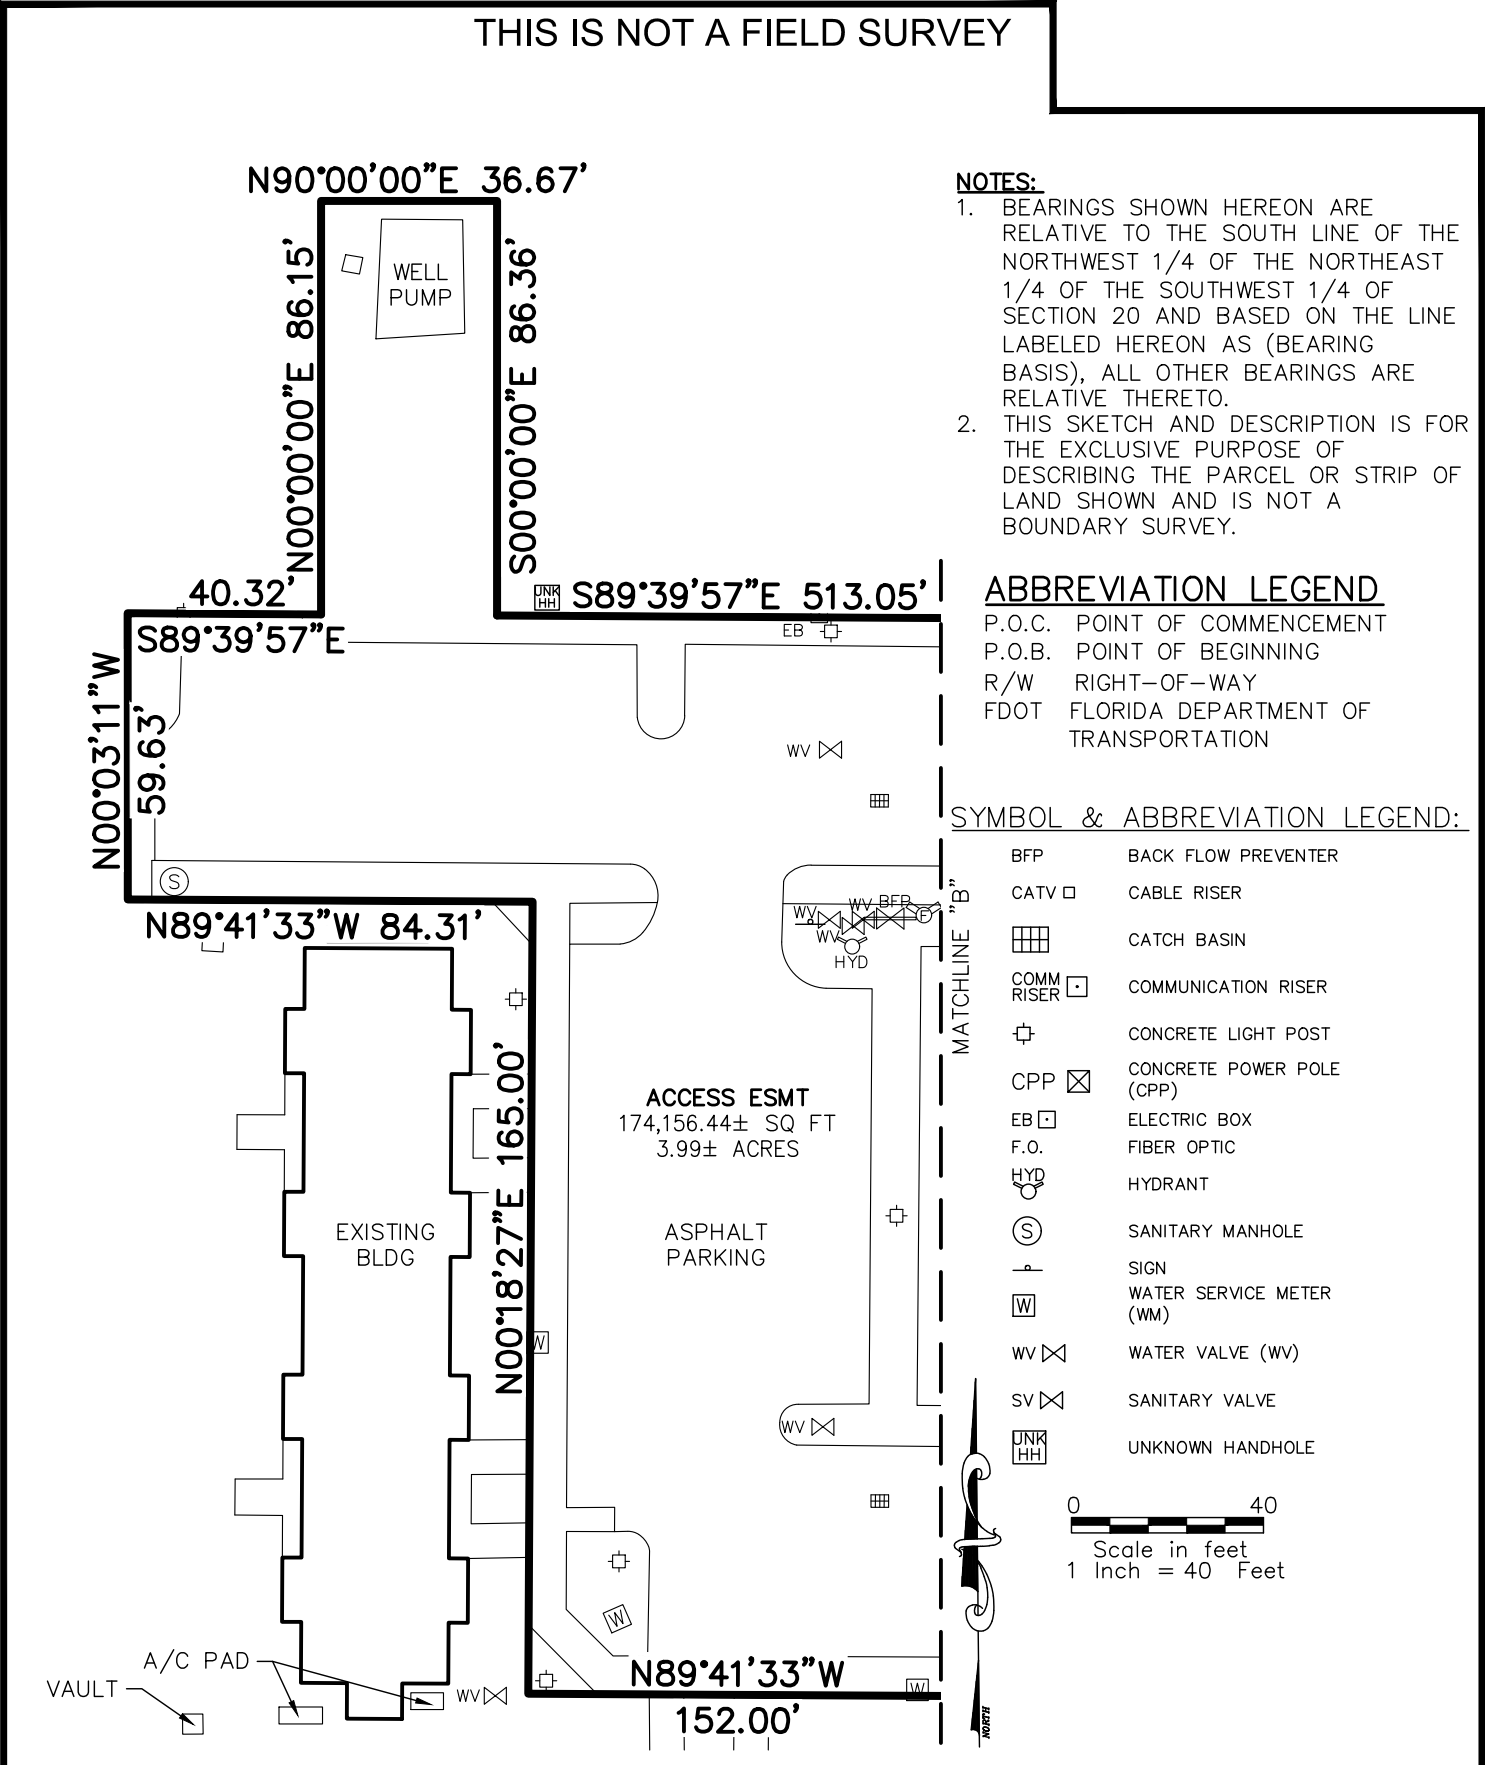 THIS IS NOT A FIELD SURVEY
N90°00'00"E 36.67'
N00°00'00"E 86.15'
S00°00'00"E 86.36'
WELL
PUMP
40.32'
S89°39'57"E
UNK
HH
S89°39'57"E 513.05'
EB
N00°03'11"W
59.63'
WV
S
N89°41'33"W 84.31'
WV
WV
BFP
F
WV
HYD
MATCHLINE "B"
N00°18'27"E 165.00'
ACCESS ESMT
174,156.44± SQ FT
3.99± ACRES
EXISTING
BLDG
ASPHALT
PARKING
W
WV
W
A/C PAD
VAULT
WV
N89°41'33"W
W
152.00'
NOTES:
1. BEARINGS SHOWN HEREON ARE
RELATIVE TO THE SOUTH LINE OF THE
NORTHWEST 1/4 OF THE NORTHEAST
1/4 OF THE SOUTHWEST 1/4 OF
SECTION 20 AND BASED ON THE LINE
LABELED HEREON AS (BEARING
BASIS), ALL OTHER BEARINGS ARE
RELATIVE THERETO.
2. THIS SKETCH AND DESCRIPTION IS FOR
THE EXCLUSIVE PURPOSE OF
DESCRIBING THE PARCEL OR STRIP OF
LAND SHOWN AND IS NOT A
BOUNDARY SURVEY.
ABBREVIATION LEGEND
P.O.C. POINT OF COMMENCEMENT
P.O.B. POINT OF BEGINNING
R/W RIGHT-OF-WAY
FDOT FLORIDA DEPARTMENT OF
TRANSPORTATION
SYMBOL & ABBREVIATION LEGEND:
BFP BACK FLOW PREVENTER
CATV CABLE RISER
CATCH BASIN
COMM
RISER COMMUNICATION RISER
CONCRETE LIGHT POST
CPP CONCRETE POWER POLE
(CPP)
EB ELECTRIC BOX
F.O. FIBER OPTIC
HYD HYDRANT
S SANITARY MANHOLE
SIGN
W WATER SERVICE METER
(WM)
WV WATER VALVE (WV)
SV SANITARY VALVE
UNK
HH UNKNOWN HANDHOLE
0 40
Scale in feet
1 Inch = 40 Feet
NORTH